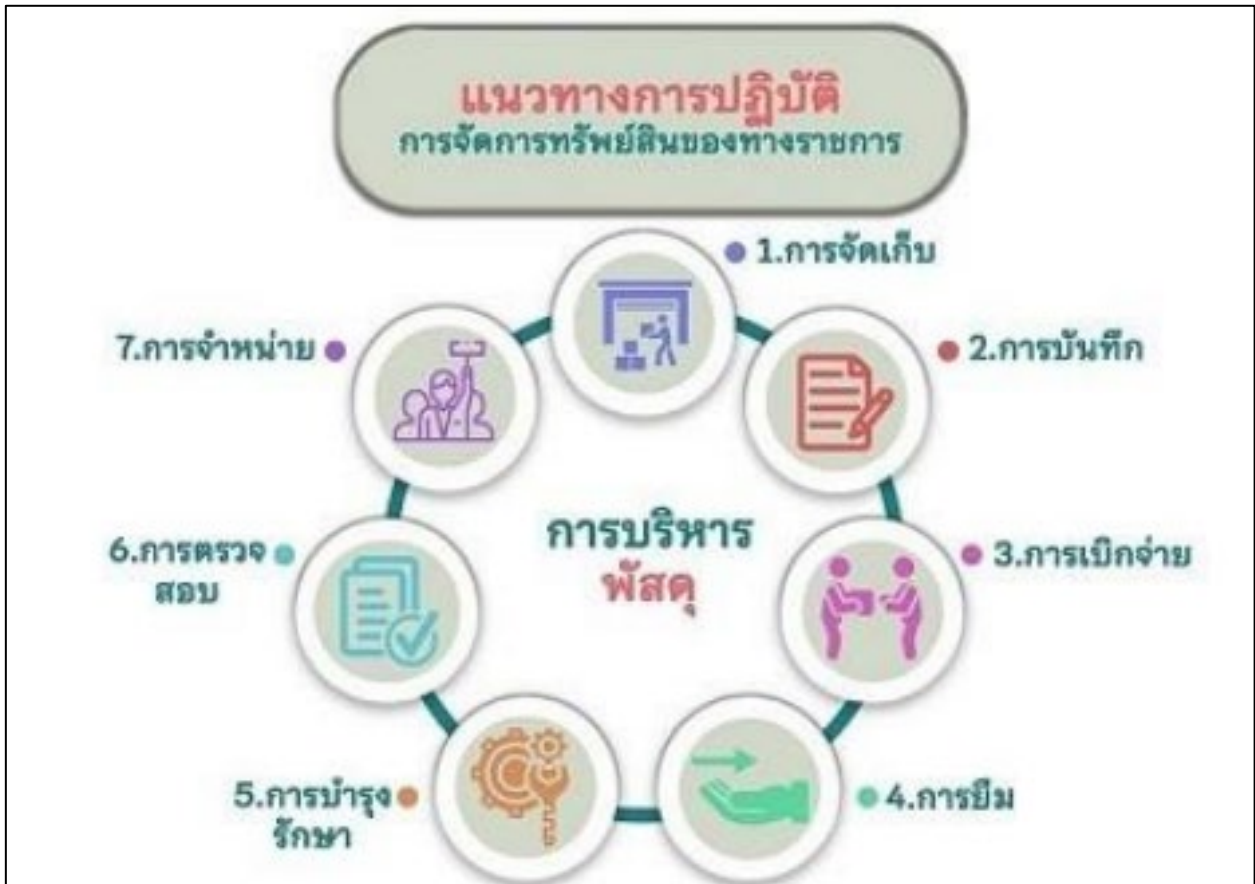 แนวทางการปฏิบัติ
การจัดการทรัพย์สินของทางราชการ
1.การจัดเก็บ
2.การบันทึก
3.การเบิกจ่าย
4.การยืม
5.การบำรุง
รักษา
6.การตรวจ
สอบ
7.การจำหน่าย
การบริหาร
พัสดุ